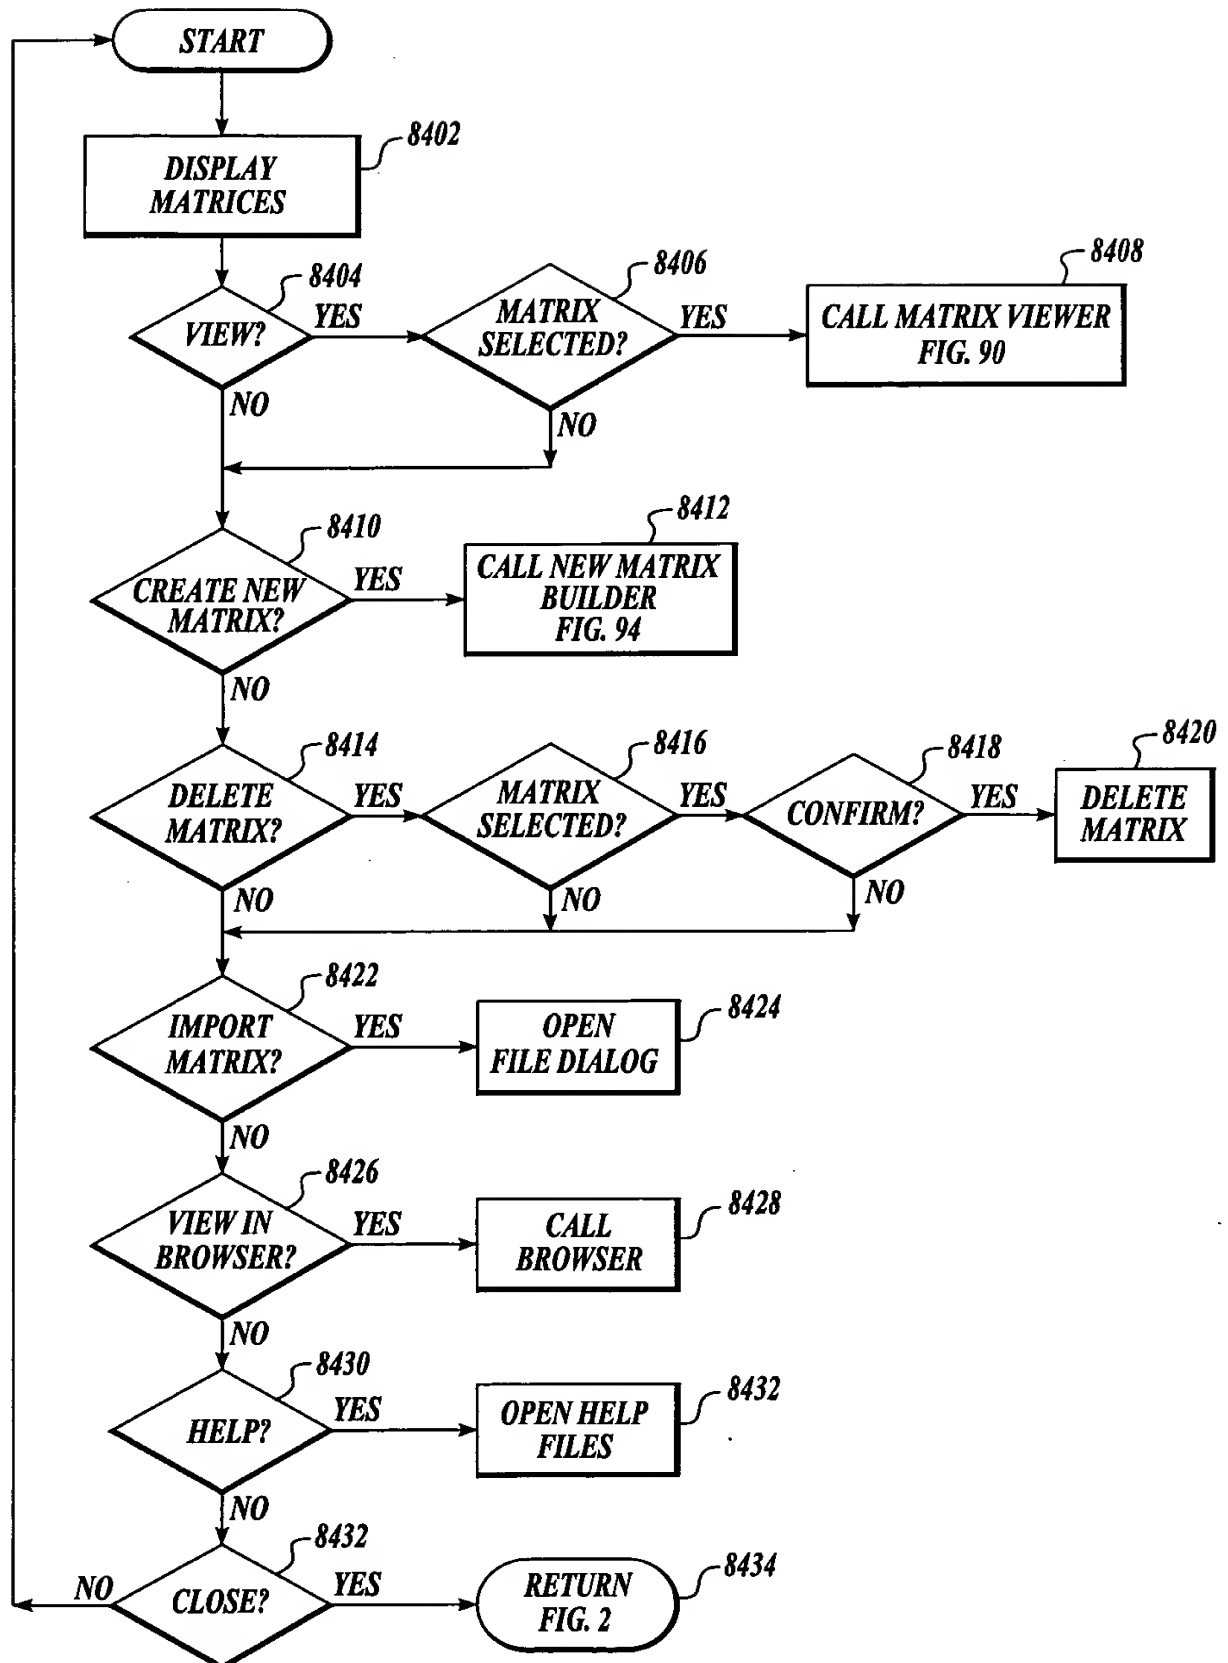 START
8402
DISPLAY
MATRICES
8404
VIEW?
YES
NO
8406
MATRIX
SELECTED?
YES
NO
8408
CALL MATRIX VIEWER
FIG. 90
8410
CREATE NEW
MATRIX?
YES
NO
8412
CALL NEW MATRIX
BUILDER
FIG. 94
8414
DELETE
MATRIX?
YES
NO
8416
MATRIX
SELECTED?
YES
NO
8418
CONFIRM?
YES
NO
8420
DELETE
MATRIX
8422
IMPORT
MATRIX?
YES
NO
8424
OPEN
FILE DIALOG
8426
VIEW IN
BROWSER?
YES
NO
8428
CALL
BROWSER
8430
HELP?
YES
NO
8432
OPEN HELP
FILES
8432
CLOSE?
NO
YES
8434
RETURN
FIG. 2